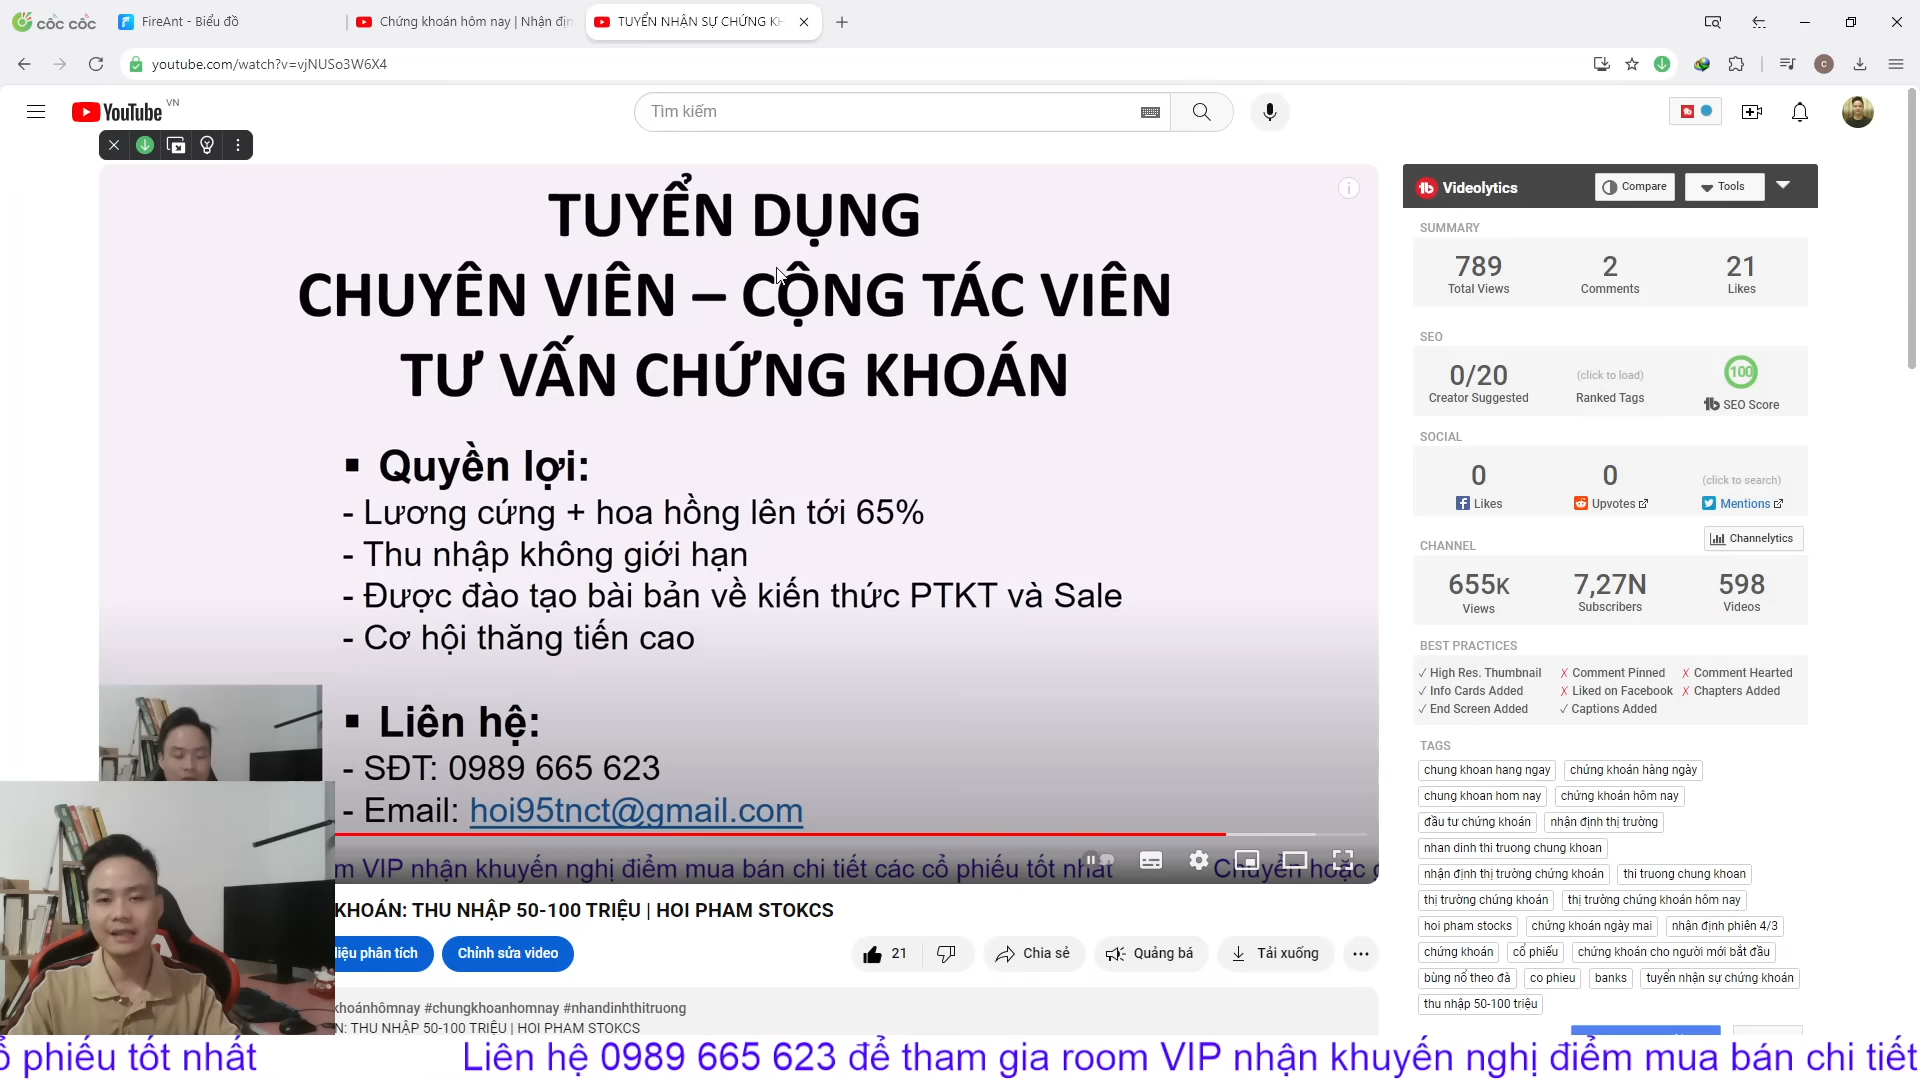 cốc cốc
FireAnt - Biểu đồ
Chứng khoán hôm nay | Nhận địn
TUYỂN NHÂN SỰ CHỨNG KH
youtube.com/watch?v=vjNUSo3W6X4
C
YouTube VN
Tìm kiếm
TUYỂN DỤNG
CHUYÊN VIÊN – CỘNG TÁC VIÊN
TƯ VẤN CHỨNG KHOÁN
Quyền lợi:
- Lương cứng + hoa hồng lên tới 65%
- Thu nhập không giới hạn
- Được đào tạo bài bản về kiến thức PTKT và Sale
- Cơ hội thăng tiến cao
Liên hệ:
- SĐT: 0989 665 623
- Email: hoi95tnct@gmail.com
m VIP nhận khuyến nghị điểm mua bán chi tiết các cổ phiếu tốt nhất
KHOÁN: THU NHẬP 50-100 TRIỆU | HOI PHAM STOKCS
liệu phân tích
Chỉnh sửa video
21
Chia sẻ
Quảng bá
Tải xuống
khoánhômnay #chungkhoanhomnay #nhandinhthitruong
N: THU NHẬP 50-100 TRIỆU | HOI PHAM STOKCS
Videolytics
Compare
Tools
SUMMARY
789 2 21
Total Views Comments Likes
SEO
0/20 (click to load) 100
Creator Suggested Ranked Tags SEO Score
SOCIAL
0 0 (click to search)
Likes Upvotes Mentions
CHANNEL
Channelytics
655K 7,27N 598
Views Subscribers Videos
BEST PRACTICES
High Res. Thumbnail Comment Pinned Comment Hearted
Info Cards Added Liked on Facebook Chapters Added
End Screen Added Captions Added
TAGS
chung khoan hang ngay chứng khoán hàng ngày
chung khoan hom nay chứng khoán hôm nay
đầu tư chứng khoán nhận định thị trường
nhan dinh thi truong chung khoan
nhận định thị trường chứng khoán thi truong chung khoan
thị trường chứng khoán thị trường chứng khoán hôm nay
hoi pham stocks chứng khoán ngày mai nhận định phiên 4/3
chứng khoán cổ phiếu chứng khoán cho người mới bắt đầu
bùng nổ theo đà co phieu banks tuyển nhận sự chứng khoán
thu nhập 50-100 triệu
ổ phiếu tốt nhất
Liên hệ 0989 665 623 để tham gia room VIP nhận khuyến nghị điểm mua bán chi tiết